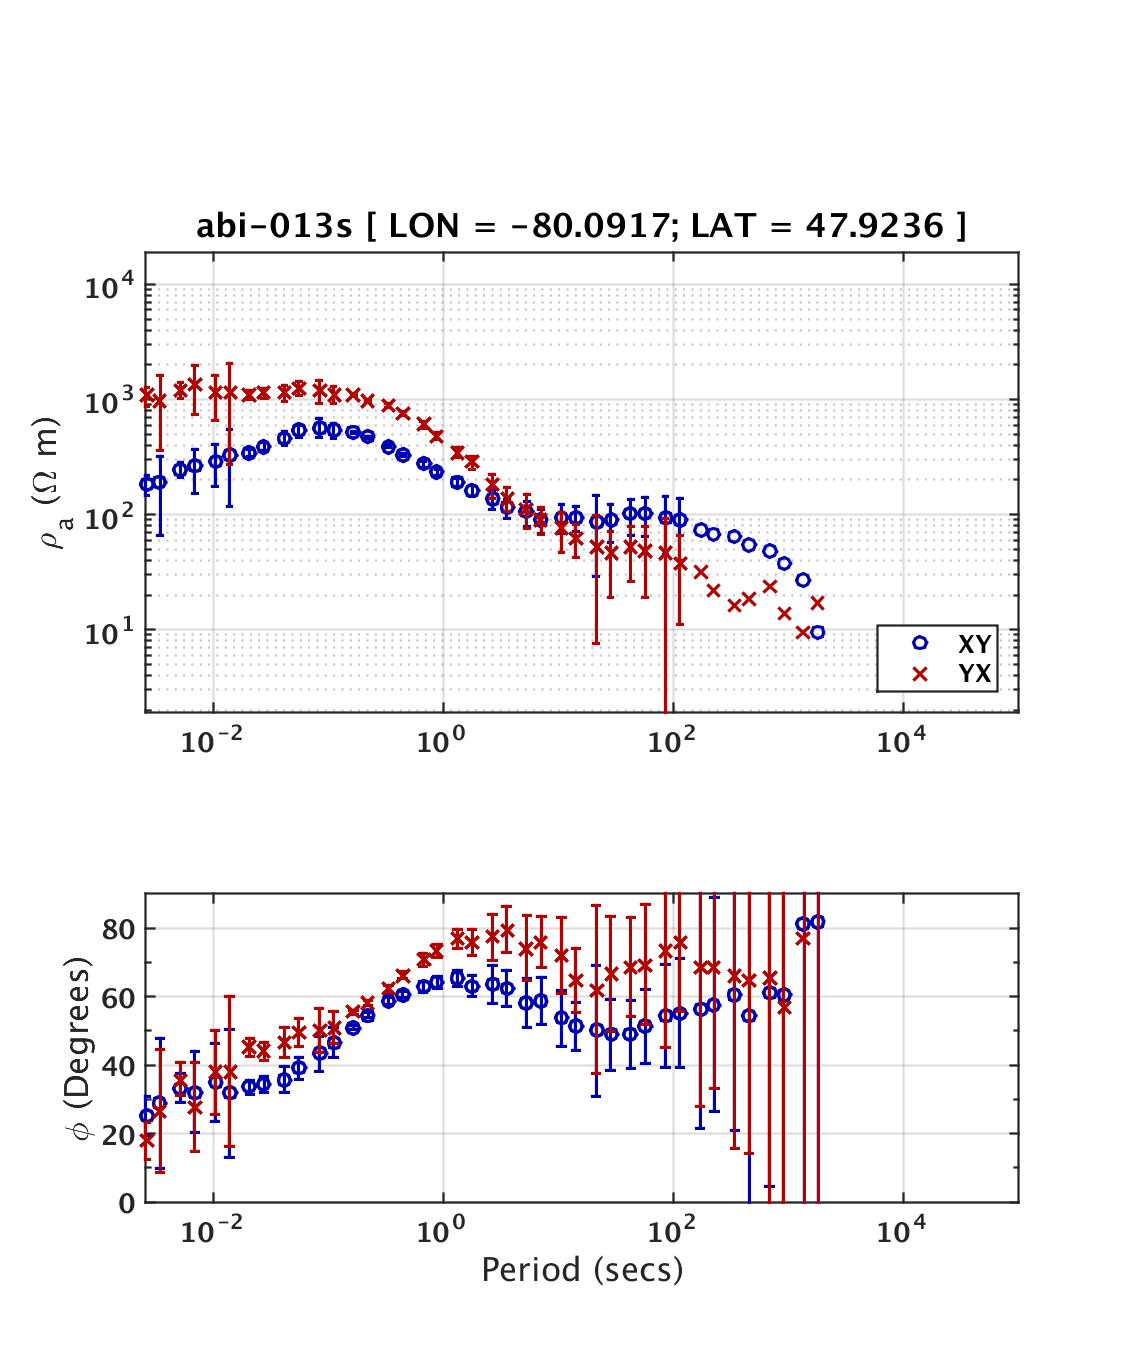 abi-013s [ LON = -80.0917; LAT = 47.9236 ]
ρa (Ω m)
10^4
10^3
10^2
10^1
XY
YX
10^-2 10^0 10^2 10^4
ϕ (Degrees)
80
60
40
20
0
10^-2 10^0 10^2 10^4
Period (secs)